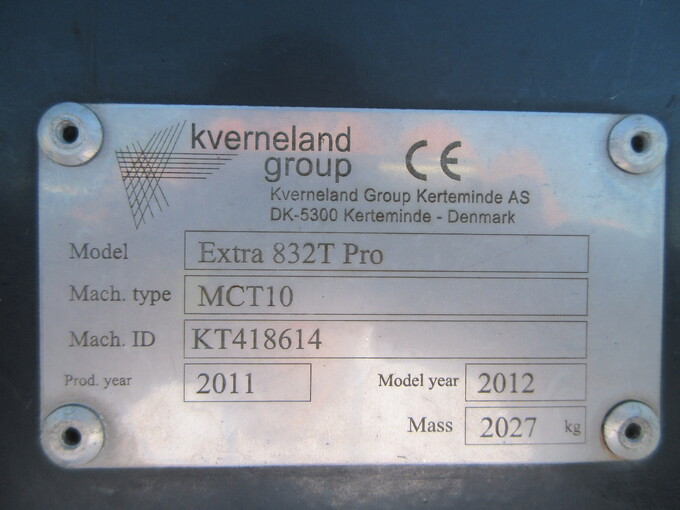 kverneland
group CE
Kverneland Group Kerteminde AS
DK-5300 Kerteminde - Denmark
Model Extra 832T Pro
Mach. type MCT10
Mach. ID KT418614
Prod. year 2011 Model year 2012
Mass 2027 kg